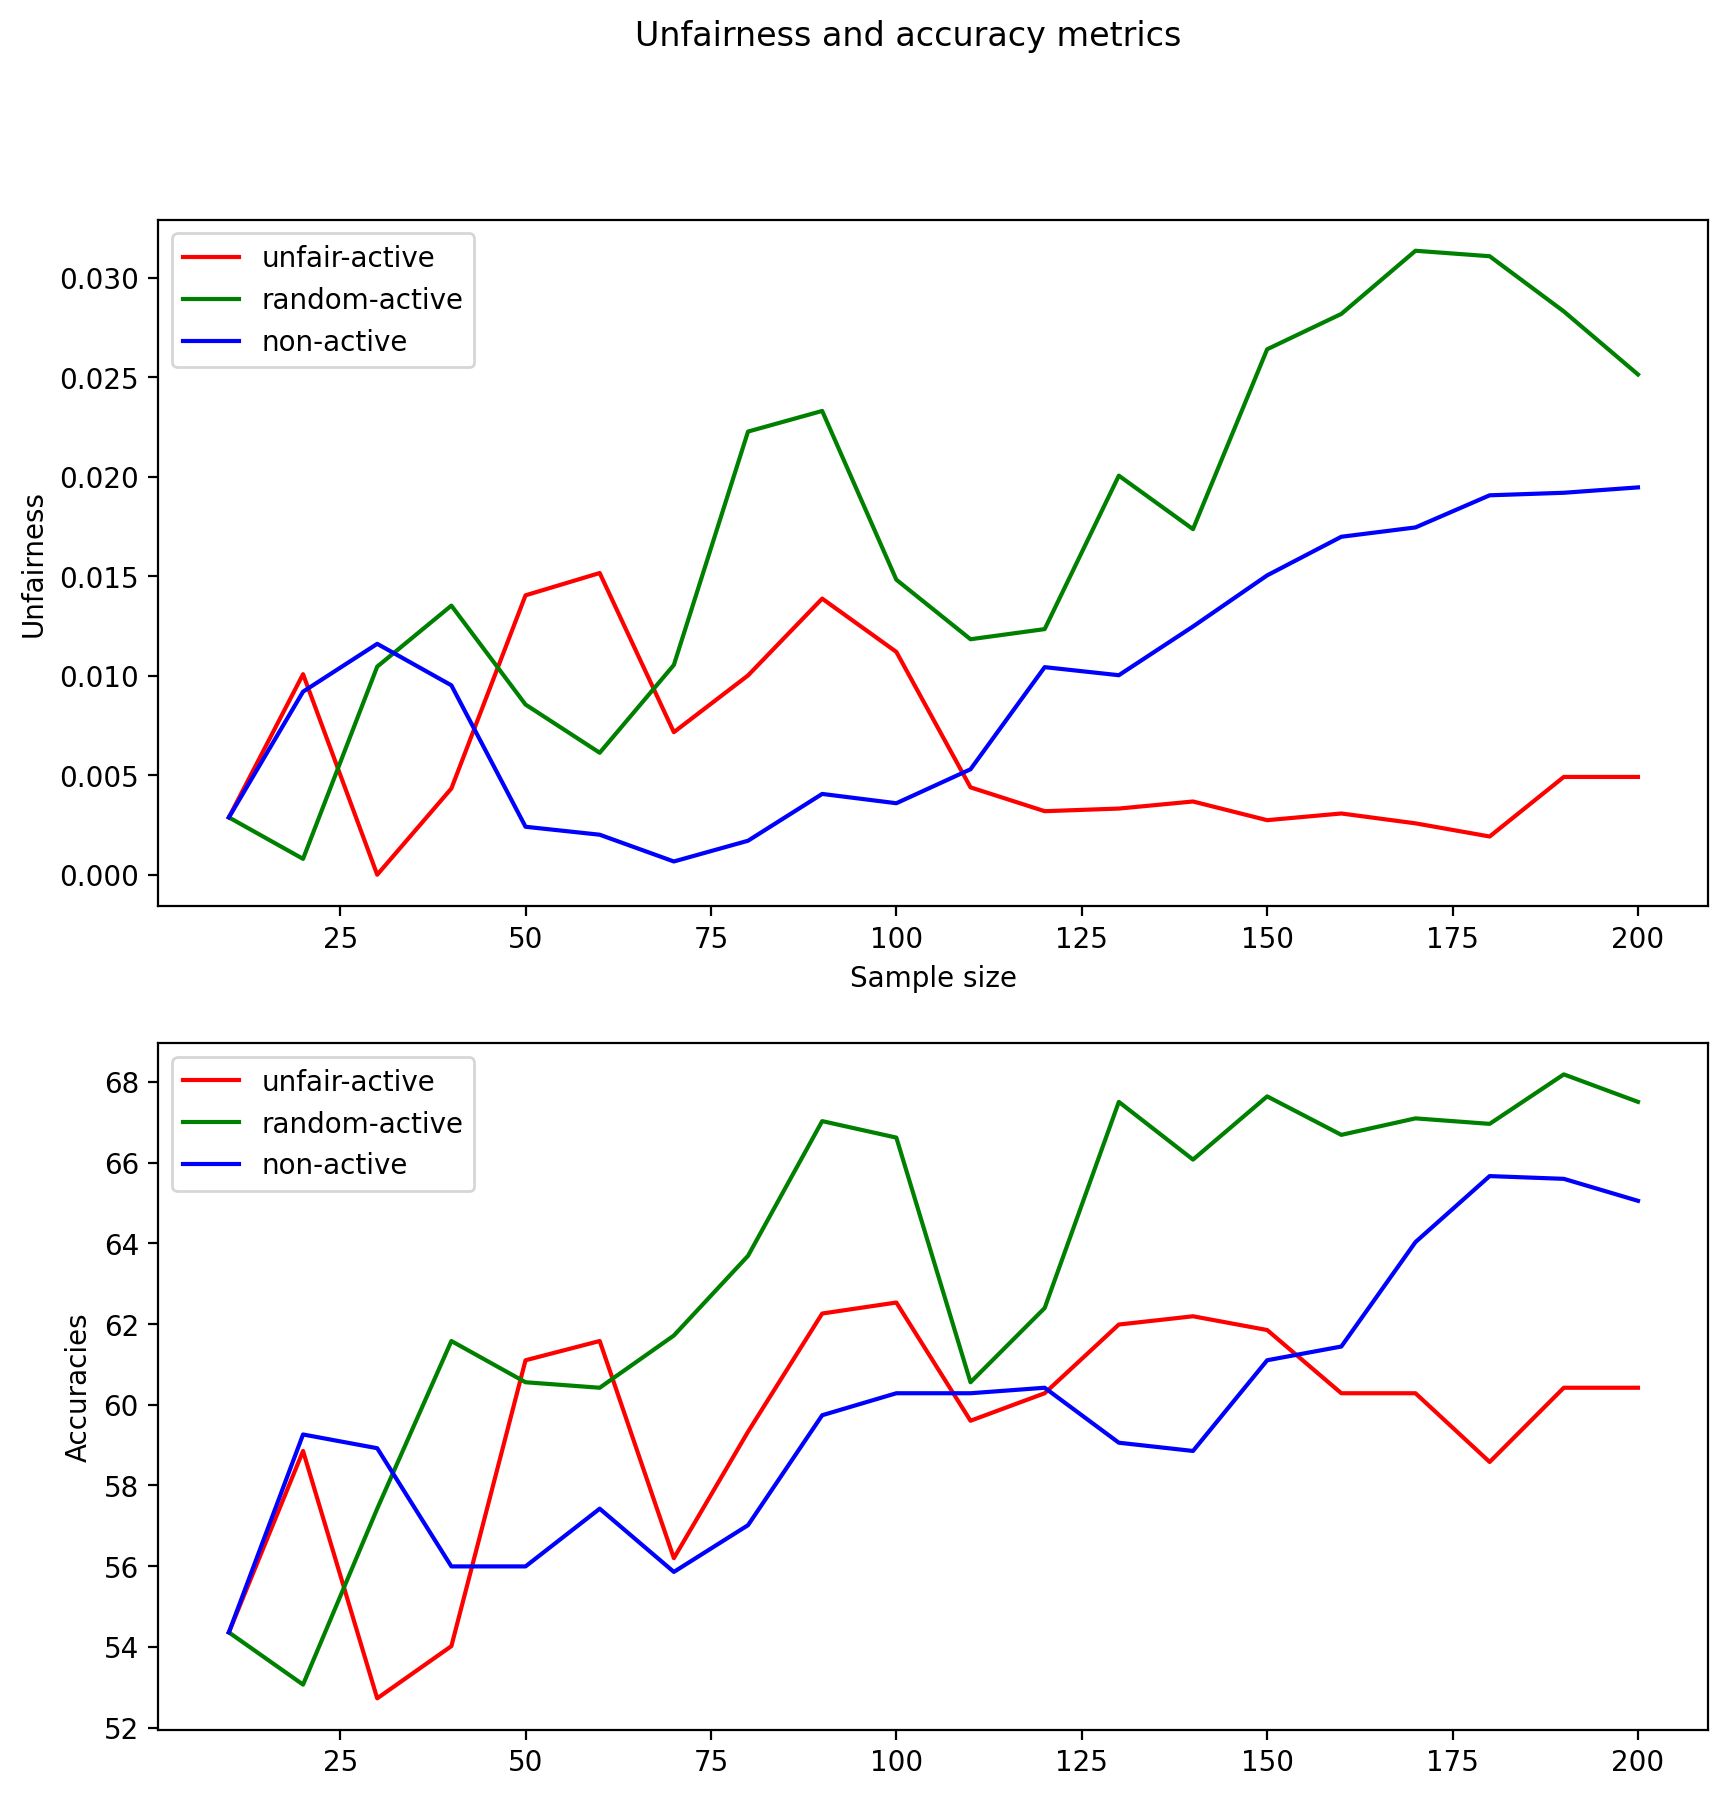 Unfairness and accuracy metrics
unfair-active
random-active
non-active
0.030
0.025
0.020
0.015
0.010
0.005
0.000
Unfairness
25 50 75 100 125 150 175 200
Sample size
unfair-active
random-active
non-active
68
66
64
62
60
58
56
54
52
Accuracies
25 50 75 100 125 150 175 200